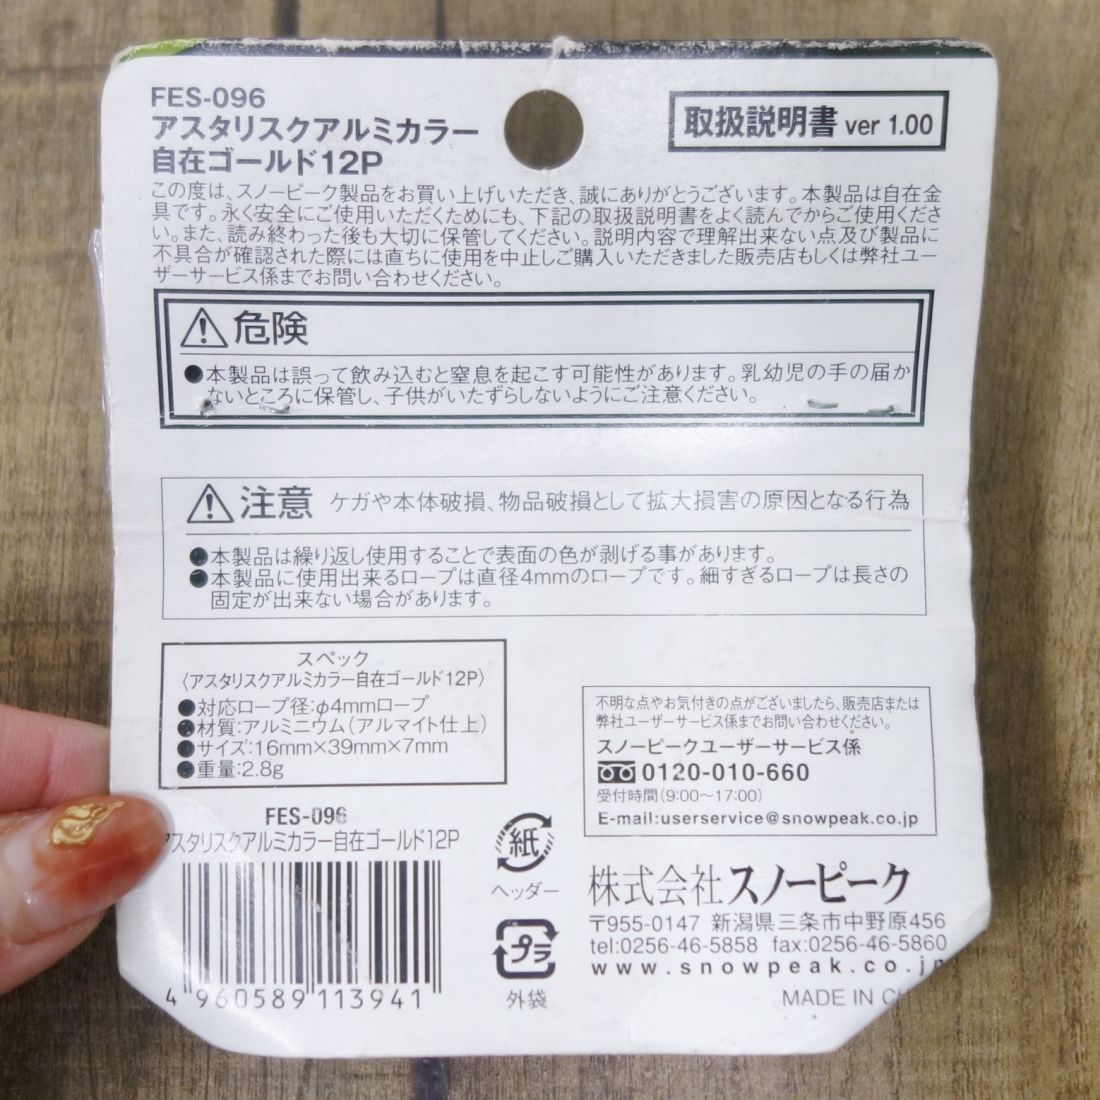 FES-096
アスタリスクアルミカラー
自在ゴールド12P
取扱説明書 ver 1.00
この度は、スノーピーク製品をお買い上げいただき、誠にありがとうございます。本製品は自在金
具です。永く安全にご使用いただくためにも、下記の取扱説明書をよく読んでからご使用くださ
い。また、読み終わった後も大切に保管してください。説明内容で理解出来ない点及び製品に
不具合が確認された際には直ちに使用を中止しご購入いただきました販売店もしくは弊社ユー
ザーサービス係までお問い合わせください。
危険
●本製品は誤って飲み込むと窒息を起こす可能性があります。乳幼児の手の届か
ないところに保管し、子供がいたずらしないようにご注意ください。
注意 ケガや本体破損、物品破損として拡大損害の原因となる行為
●本製品は繰り返し使用することで表面の色が剥げる事があります。
●本製品に使用出来るロープは直径4mmのロープです。細すぎるロープは長さの
固定が出来ない場合があります。
スペック
〈アスタリスクアルミカラー自在ゴールド12P〉
●対応ロープ径:φ4mmロープ
●材質:アルミニウム(アルマイト仕上)
●サイズ:16mm×39mm×7mm
●重量:2.8g
不明な点やお気付きの点がございましたら、販売店または
弊社ユーザーサービス係までお問い合わせください。
スノーピークユーザーサービス係
0120-010-660
受付時間(9:00〜17:00)
E-mail:userservice@snowpeak.co.jp
FES-096
アスタリスクアルミカラー自在ゴールド12P
4 960589 113941
紙
ヘッダー
プラ
外袋
株式会社スノーピーク
〒955-0147 新潟県三条市中野原456
tel:0256-46-5858 fax:0256-46-5860
www.snowpeak.co.jp
MADE IN